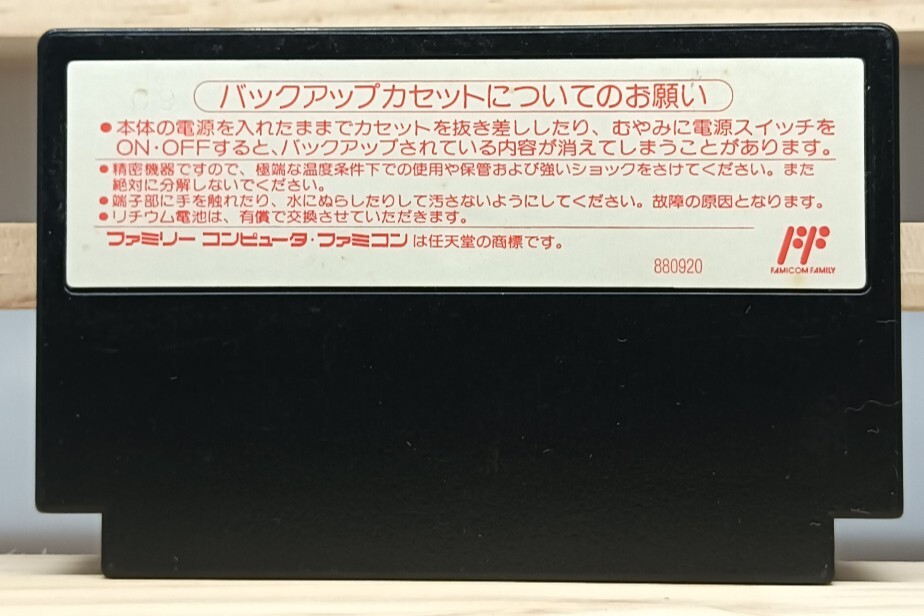 バックアップカセットについてのお願い
●本体の電源を入れたままでカセットを抜き差ししたり、むやみに電源スイッチを
ON・OFFすると、バックアップされている内容が消えてしまうことがあります。
●精密機器ですので、極端な温度条件下での使用や保管および強いショックをさけてください。また
絶対に分解しないでください。
●端子部に手を触れたり、水にぬらしたりして汚さないようにしてください。故障の原因となります。
●リチウム電池は、有償で交換させていただきます。
ファミリー コンピュータ・ファミコン は任天堂の商標です。
880920
FAMICOM FAMILY